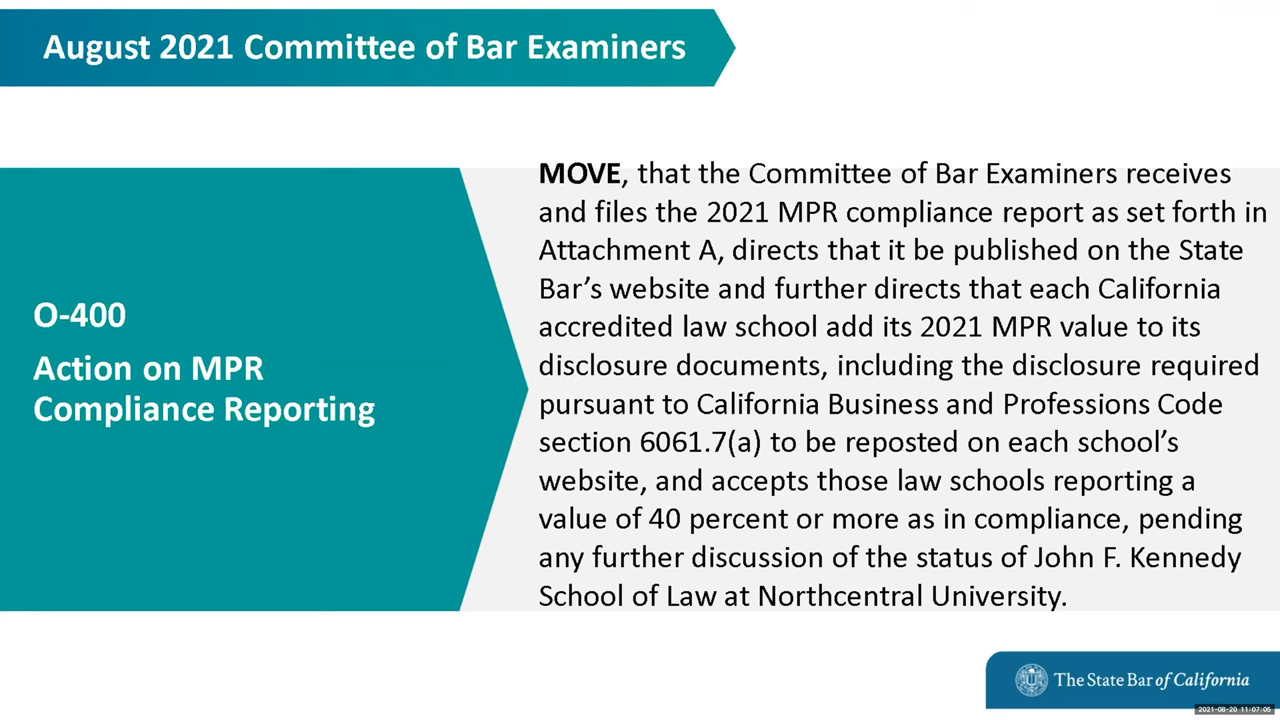 August 2021 Committee of Bar Examiners
O-400
Action on MPR
Compliance Reporting
MOVE, that the Committee of Bar Examiners receives
and files the 2021 MPR compliance report as set forth in
Attachment A, directs that it be published on the State
Bar’s website and further directs that each California
accredited law school add its 2021 MPR value to its
disclosure documents, including the disclosure required
pursuant to California Business and Professions Code
section 6061.7(a) to be reposted on each school’s
website, and accepts those law schools reporting a
value of 40 percent or more as in compliance, pending
any further discussion of the status of John F. Kennedy
School of Law at Northcentral University.
The State Bar of California
2021-08-20 11:07:05